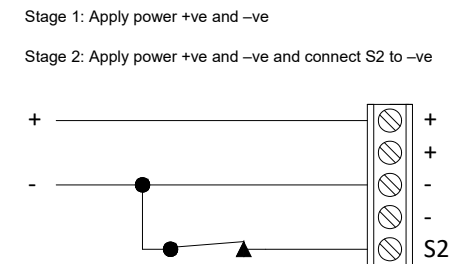 Stage 1: Apply power +ve and –ve
Stage 2: Apply power +ve and –ve and connect S2 to –ve
+ +
+
- -
-
S2